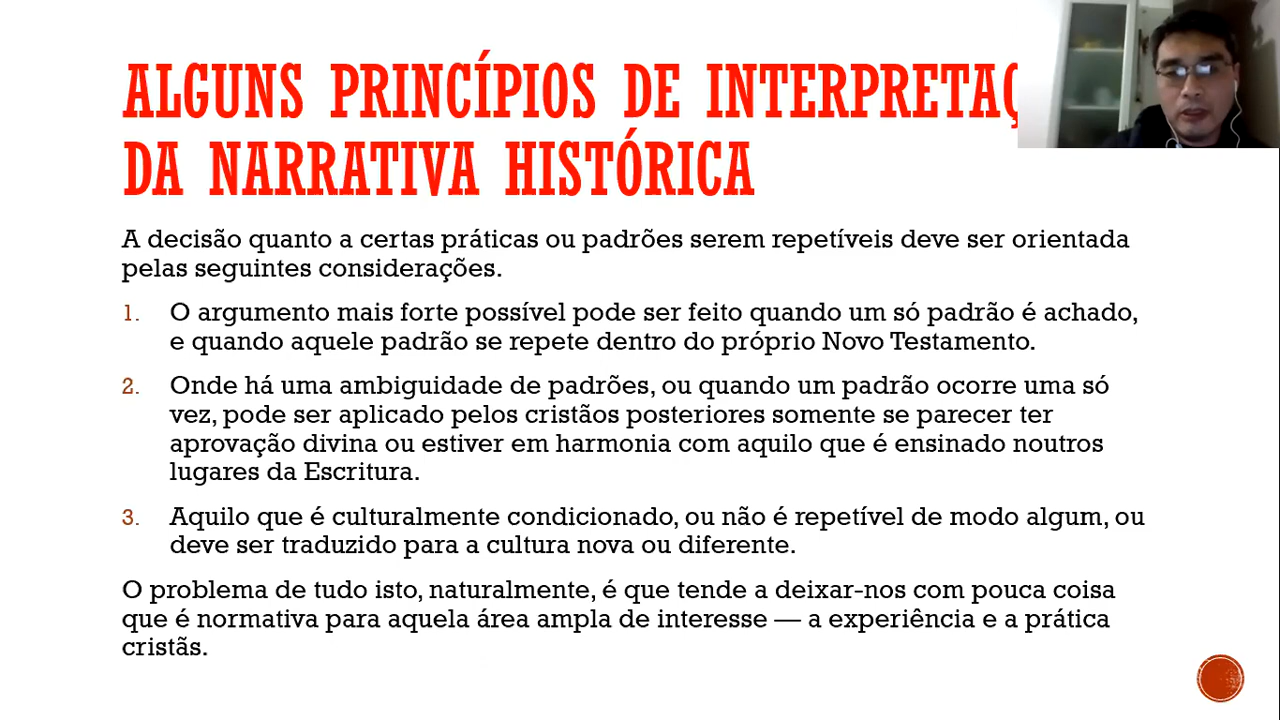 ALGUNS PRINCÍPIOS DE
DA NARRATIVA HISTÓRICA
A decisão quanto a certas práticas ou padrões serem repetíveis deve ser orientada
pelas seguintes considerações.
1. O argumento mais forte possível pode ser feito quando um só padrão é achado,
e quando aquele padrão se repete dentro do próprio Novo Testamento.
2. Onde há uma ambiguidade de padrões, ou quando um padrão ocorre uma só
vez, pode ser aplicado pelos cristãos posteriores somente se parecer ter
aprovação divina ou estiver em harmonia com aquilo que é ensinado noutros
lugares da Escritura.
3. Aquilo que é culturalmente condicionado, ou não é repetível de modo algum, ou
deve ser traduzido para a cultura nova ou diferente.
O problema de tudo isto, naturalmente, é que tende a deixar-nos com pouca coisa
que é normativa para aquela área ampla de interesse — a experiência e a prática
cristãs.